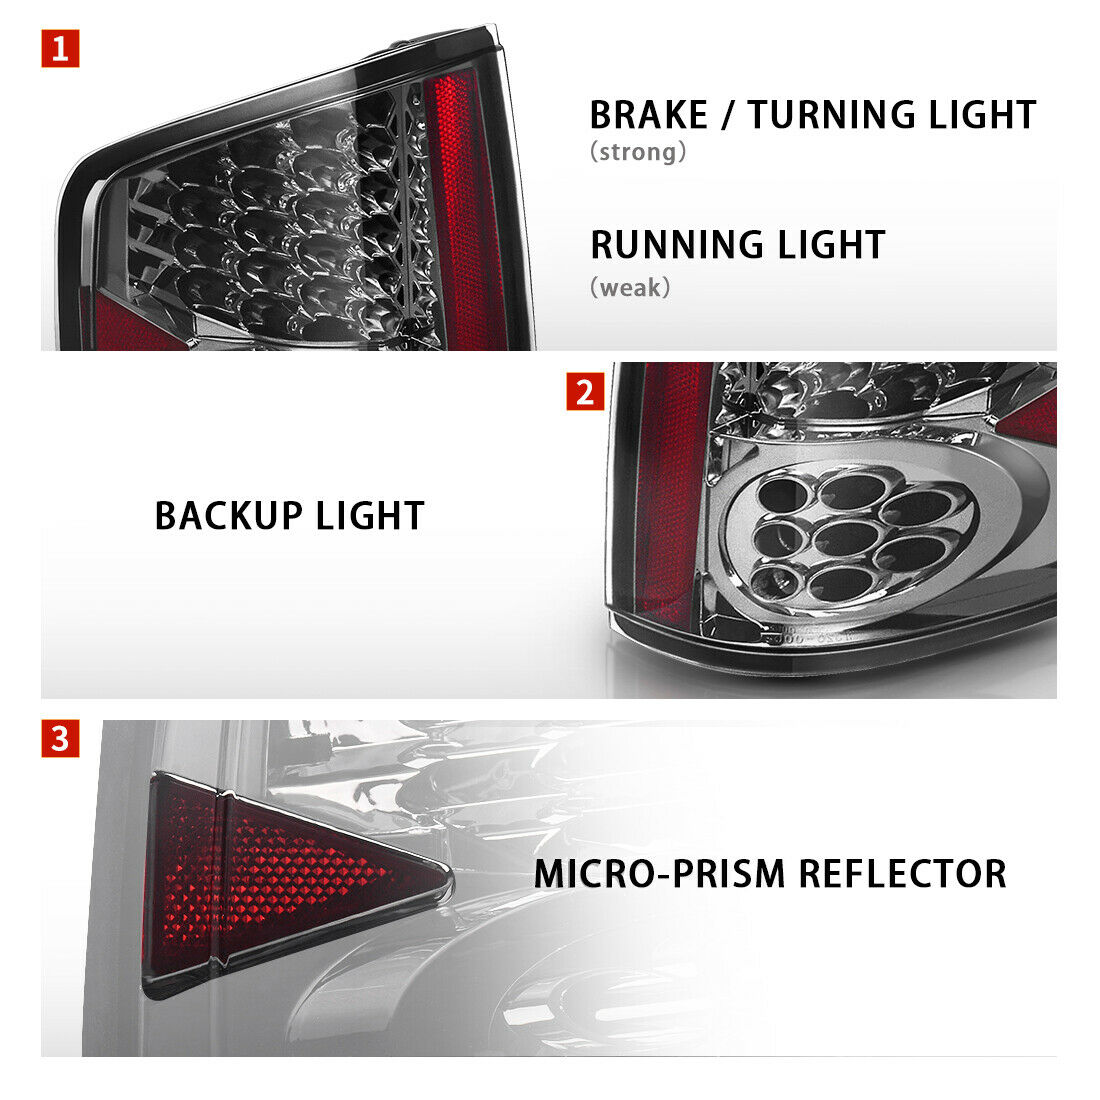 1
BRAKE / TURNING LIGHT
(strong)
RUNNING LIGHT
(weak)
2
BACKUP LIGHT
3
MICRO-PRISM REFLECTOR